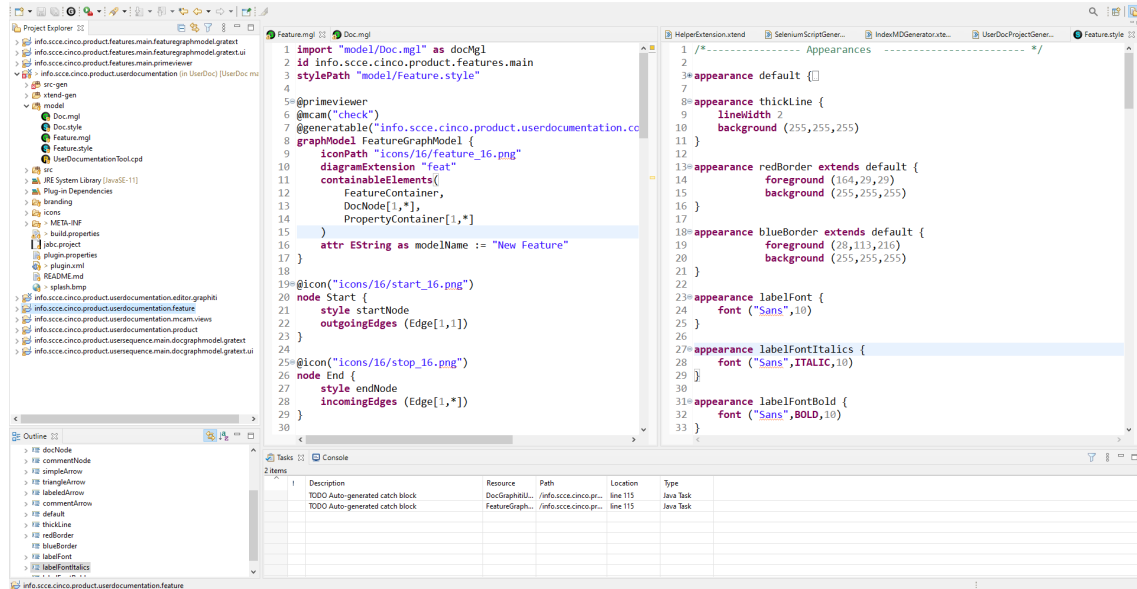 Project Explorer
info.scce.cinco.product.features.main.featuregraphmodel.gratext
info.scce.cinco.product.features.main.featuregraphmodel.gratext.ui
info.scce.cinco.product.features.main.primeviewer
> info.scce.cinco.product.userdocumentation (in UserDoc) [UserDoc ma
src-gen
xtend-gen
model
Doc.mgl
Doc.style
Feature.mgl
Feature.style
UserDocumentationTool.cpd
src
JRE System Library [JavaSE-11]
Plug-in Dependencies
branding
icons
> META-INF
> build.properties
jabc.project
plugin.properties
> plugin.xml
README.md
> splash.bmp
info.scce.cinco.product.userdocumentation.editor.graphiti
info.scce.cinco.product.userdocumentation.feature
info.scce.cinco.product.userdocumentation.mcam.views
info.scce.cinco.product.userdocumentation.product
info.scce.cinco.product.usersequence.main.docgraphmodel.gratext
info.scce.cinco.product.usersequence.main.docgraphmodel.gratext.ui
Outline
docNode
commentNode
simpleArrow
triangleArrow
labeledArrow
commentArrow
default
thickLine
redBorder
blueBorder
labelFont
labelFontItalics
Feature.mgl Doc.mgl
1 import "model/Doc.mgl" as docMgl
2 id info.scce.cinco.product.features.main
3 stylePath "model/Feature.style"
4
5 @primeviewer
6 @mcam("check")
7 @generatable("info.scce.cinco.product.userdocumentation.co
8 graphModel FeatureGraphModel {
9 iconPath "icons/16/feature_16.png"
10 diagramExtension "feat"
11 containableElements(
12 FeatureContainer,
13 DocNode[1,*],
14 PropertyContainer[1,*]
15 )
16 attr EString as modelName := "New Feature"
17 }
18
19 @icon("icons/16/start_16.png")
20 node Start {
21 style startNode
22 outgoingEdges (Edge[1,1])
23 }
24
25 @icon("icons/16/stop_16.png")
26 node End {
27 style endNode
28 incomingEdges (Edge[1,*])
29 }
30
HelperExtension.xtend SeleniumScriptGener... IndexMDGenerator.xte... UserDocProjectGener... Feature.style
1 /*---------------- Appearances ------------------------ */
2
3 appearance default {
7
8 appearance thickLine {
9 lineWidth 2
10 background (255,255,255)
11 }
12
13 appearance redBorder extends default {
14 foreground (164,29,29)
15 background (255,255,255)
16 }
17
18 appearance blueBorder extends default {
19 foreground (28,113,216)
20 background (255,255,255)
21 }
22
23 appearance labelFont {
24 font ("Sans",10)
25 }
26
27 appearance labelFontItalics {
28 font ("Sans",ITALIC,10)
29 }
30
31 appearance labelFontBold {
32 font ("Sans",BOLD,10)
33 }
Tasks Console
2 items
! Description Resource Path Location Type
TODO Auto-generated catch block DocGraphitiU... /info.scce.cinco.pr... line 115 Java Task
TODO Auto-generated catch block FeatureGraph... /info.scce.cinco.pr... line 115 Java Task
info.scce.cinco.product.userdocumentation.feature